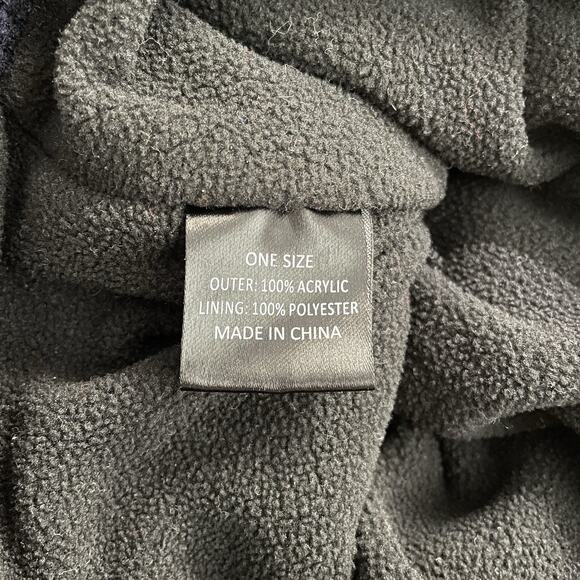 ONE SIZE
OUTER: 100% ACRYLIC
LINING: 100% POLYESTER
MADE IN CHINA